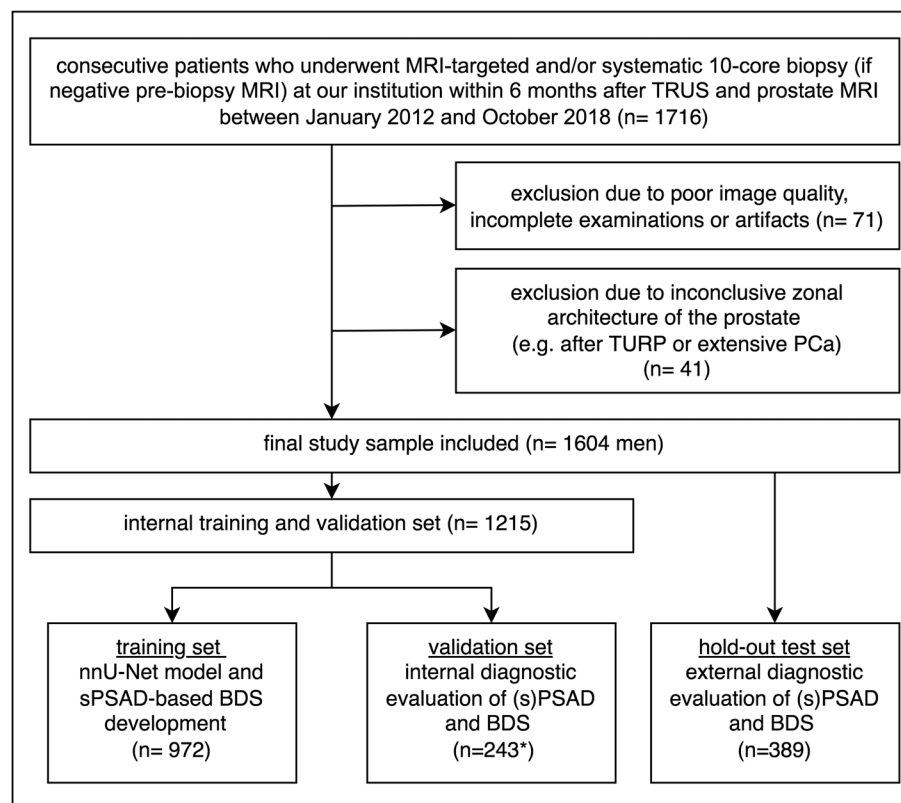 consecutive patients who underwent MRI-targeted and/or systematic 10-core biopsy (if
negative pre-biopsy MRI) at our institution within 6 months after TRUS and prostate MRI
between January 2012 and October 2018 (n= 1716)
exclusion due to poor image quality,
incomplete examinations or artifacts (n= 71)
exclusion due to inconclusive zonal
architecture of the prostate
(e.g. after TURP or extensive PCa)
(n= 41)
final study sample included (n= 1604 men)
internal training and validation set (n= 1215)
training set
nnU-Net model and
sPSAD-based BDS
development
(n= 972)
validation set
internal diagnostic
evaluation of (s)PSAD
and BDS
(n=243*)
hold-out test set
external diagnostic
evaluation of (s)PSAD
and BDS
(n=389)